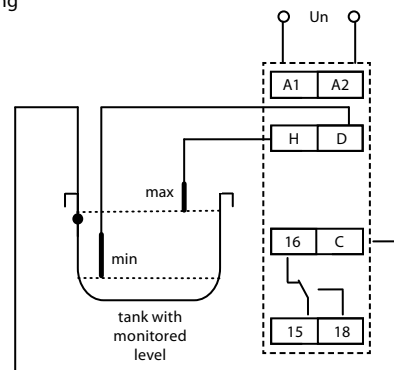 ng
Un
A1 A2
H D
max
min
16 C
tank with
monitored
level
15 18